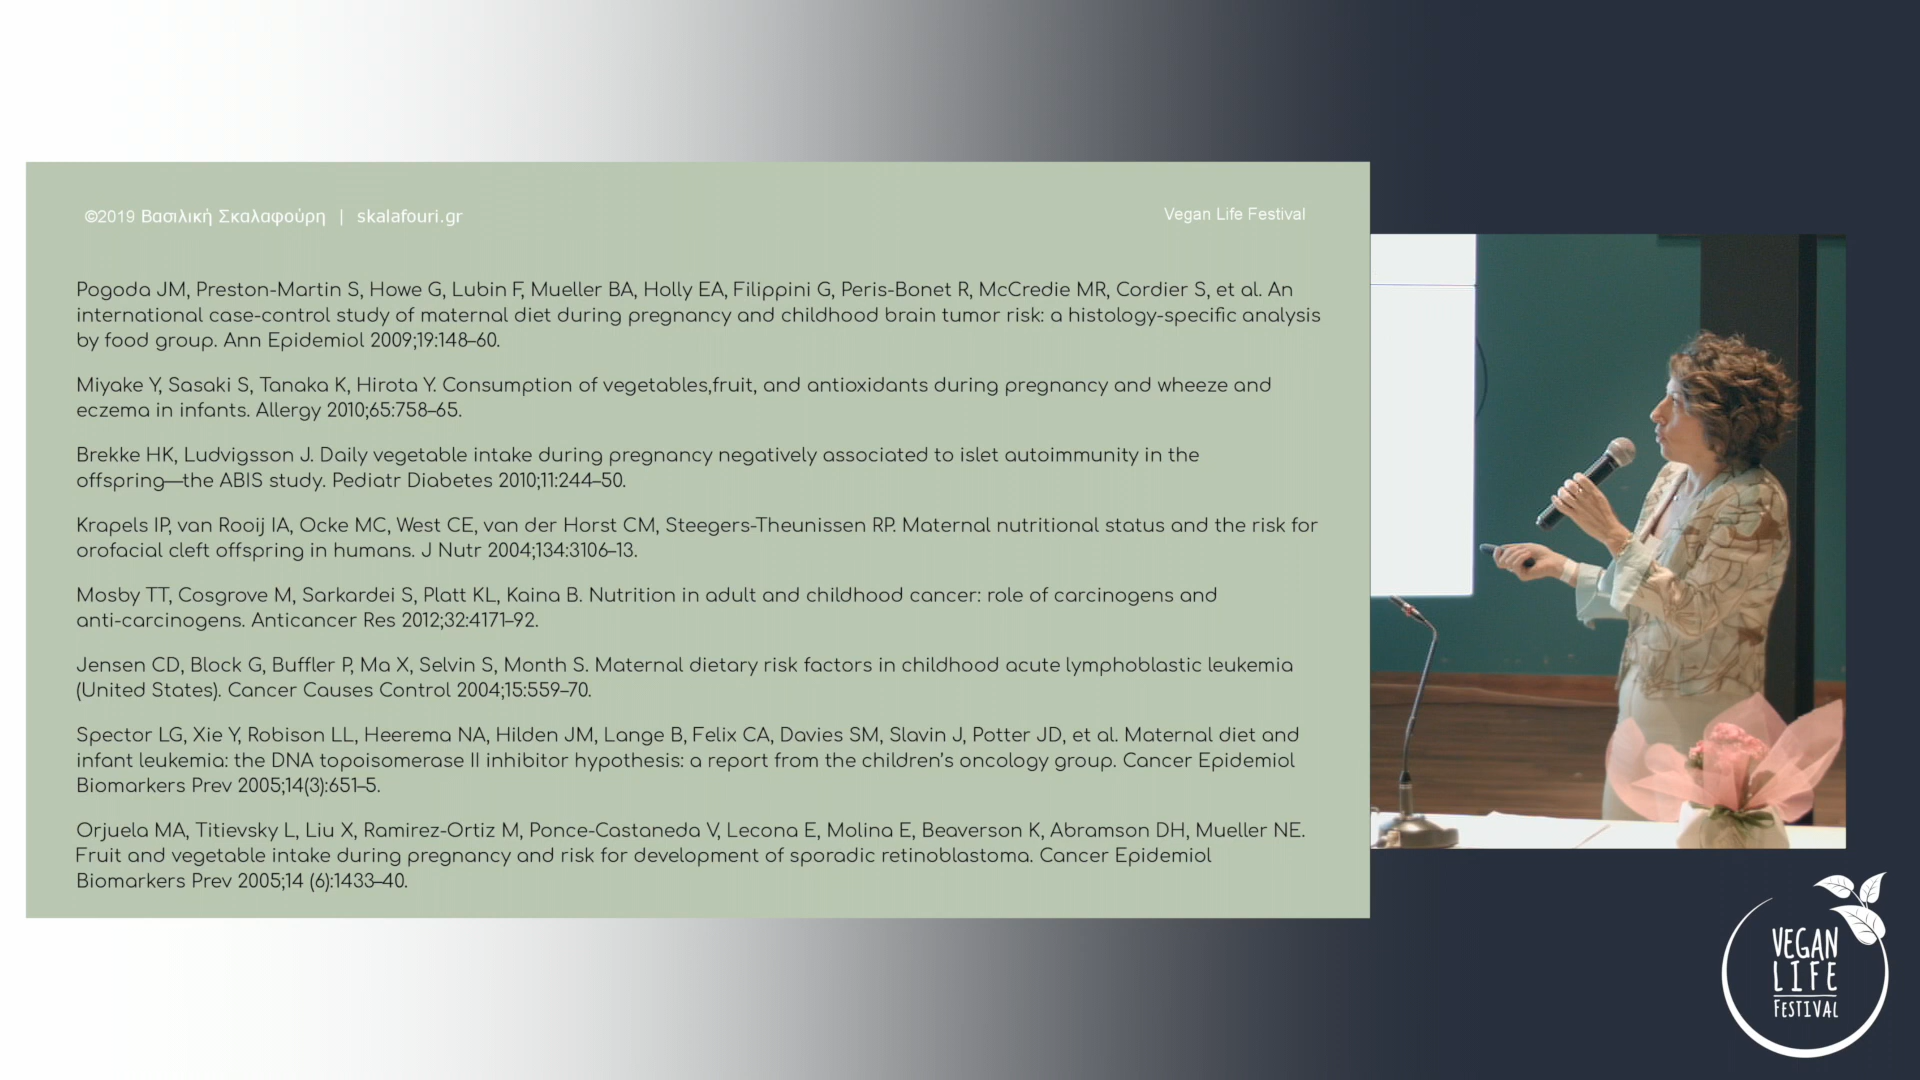 ©2019 Βασιλική Σκαλαφούρη | skalafouri.gr
Vegan Life Festival
Pogoda JM, Preston-Martin S, Howe G, Lubin F, Mueller BA, Holly EA, Filippini G, Peris-Bonet R, McCredie MR, Cordier S, et al. An
international case-control study of maternal diet during pregnancy and childhood brain tumor risk: a histology-specific analysis
by food group. Ann Epidemiol 2009;19:148–60.
Miyake Y, Sasaki S, Tanaka K, Hirota Y. Consumption of vegetables,fruit, and antioxidants during pregnancy and wheeze and
eczema in infants. Allergy 2010;65:758–65.
Brekke HK, Ludvigsson J. Daily vegetable intake during pregnancy negatively associated to islet autoimmunity in the
offspring—the ABIS study. Pediatr Diabetes 2010;11:244–50.
Krapels IP, van Rooij IA, Ocke MC, West CE, van der Horst CM, Steegers-Theunissen RP. Maternal nutritional status and the risk for
orofacial cleft offspring in humans. J Nutr 2004;134:3106–13.
Mosby TT, Cosgrove M, Sarkardei S, Platt KL, Kaina B. Nutrition in adult and childhood cancer: role of carcinogens and
anti-carcinogens. Anticancer Res 2012;32:4171–92.
Jensen CD, Block G, Buffler P, Ma X, Selvin S, Month S. Maternal dietary risk factors in childhood acute lymphoblastic leukemia
(United States). Cancer Causes Control 2004;15:559–70.
Spector LG, Xie Y, Robison LL, Heerema NA, Hilden JM, Lange B, Felix CA, Davies SM, Slavin J, Potter JD, et al. Maternal diet and
infant leukemia: the DNA topoisomerase II inhibitor hypothesis: a report from the children’s oncology group. Cancer Epidemiol
Biomarkers Prev 2005;14(3):651–5.
Orjuela MA, Titievsky L, Liu X, Ramirez-Ortiz M, Ponce-Castaneda V, Lecona E, Molina E, Beaverson K, Abramson DH, Mueller NE.
Fruit and vegetable intake during pregnancy and risk for development of sporadic retinoblastoma. Cancer Epidemiol
Biomarkers Prev 2005;14 (6):1433–40.
VEGAN
LIFE
FESTIVAL